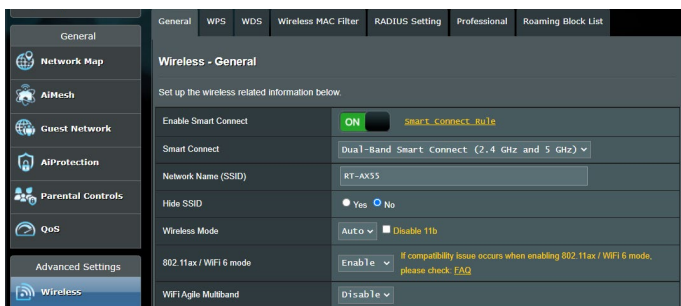 General WPS WDS Wireless MAC Filter RADIUS Setting Professional Roaming Block List
General
Network Map
AiMesh
Guest Network
AiProtection
Parental Controls
QoS
Advanced Settings
Wireless
Wireless - General
Set up the wireless related information below.
Enable Smart Connect ON Smart Connect Rule
Smart Connect Dual-Band Smart Connect (2.4 GHz and 5 GHz)
Network Name (SSID) RT-AX55
Hide SSID Yes No
Wireless Mode Auto Disable 11b
802.11ax / WiFi 6 mode Enable If compatibility issue occurs when enabling 802.11ax / WiFi 6 mode,
please check: FAQ
WiFi Agile Multiband Disable